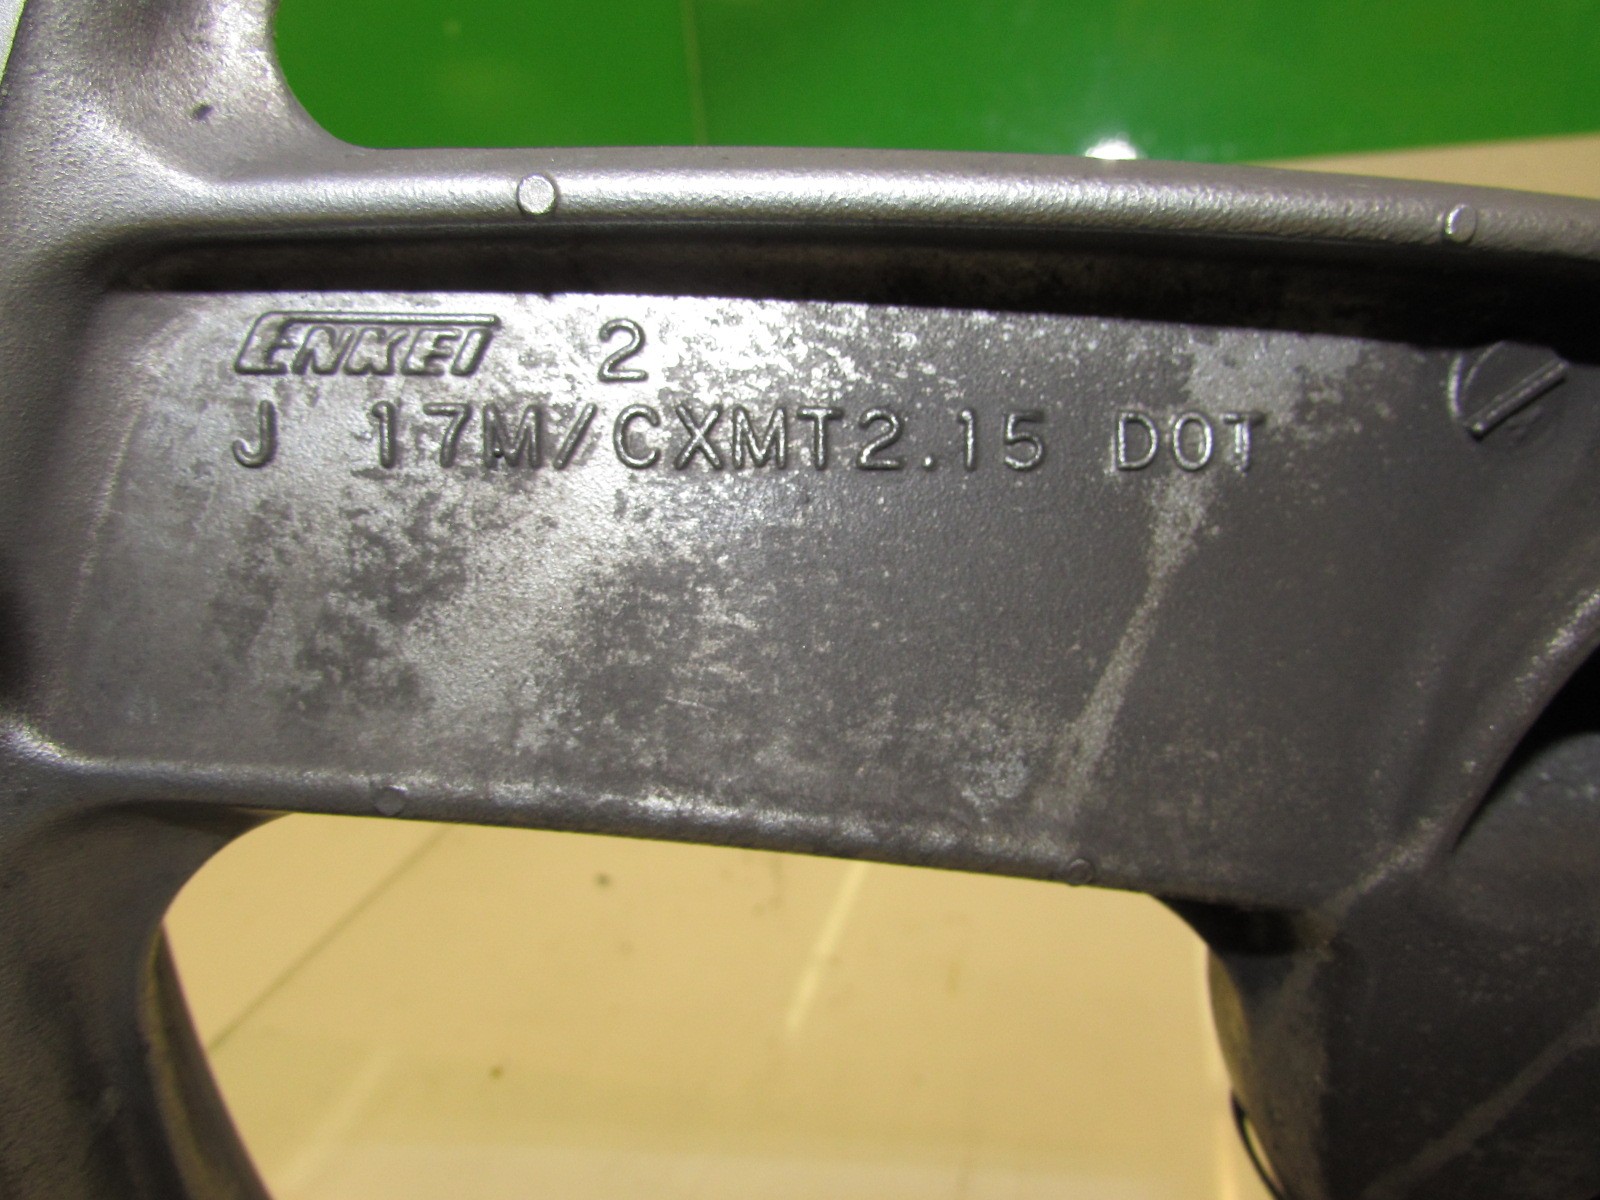 ENKEI 2
J 17M/CXMT2.15 DOT